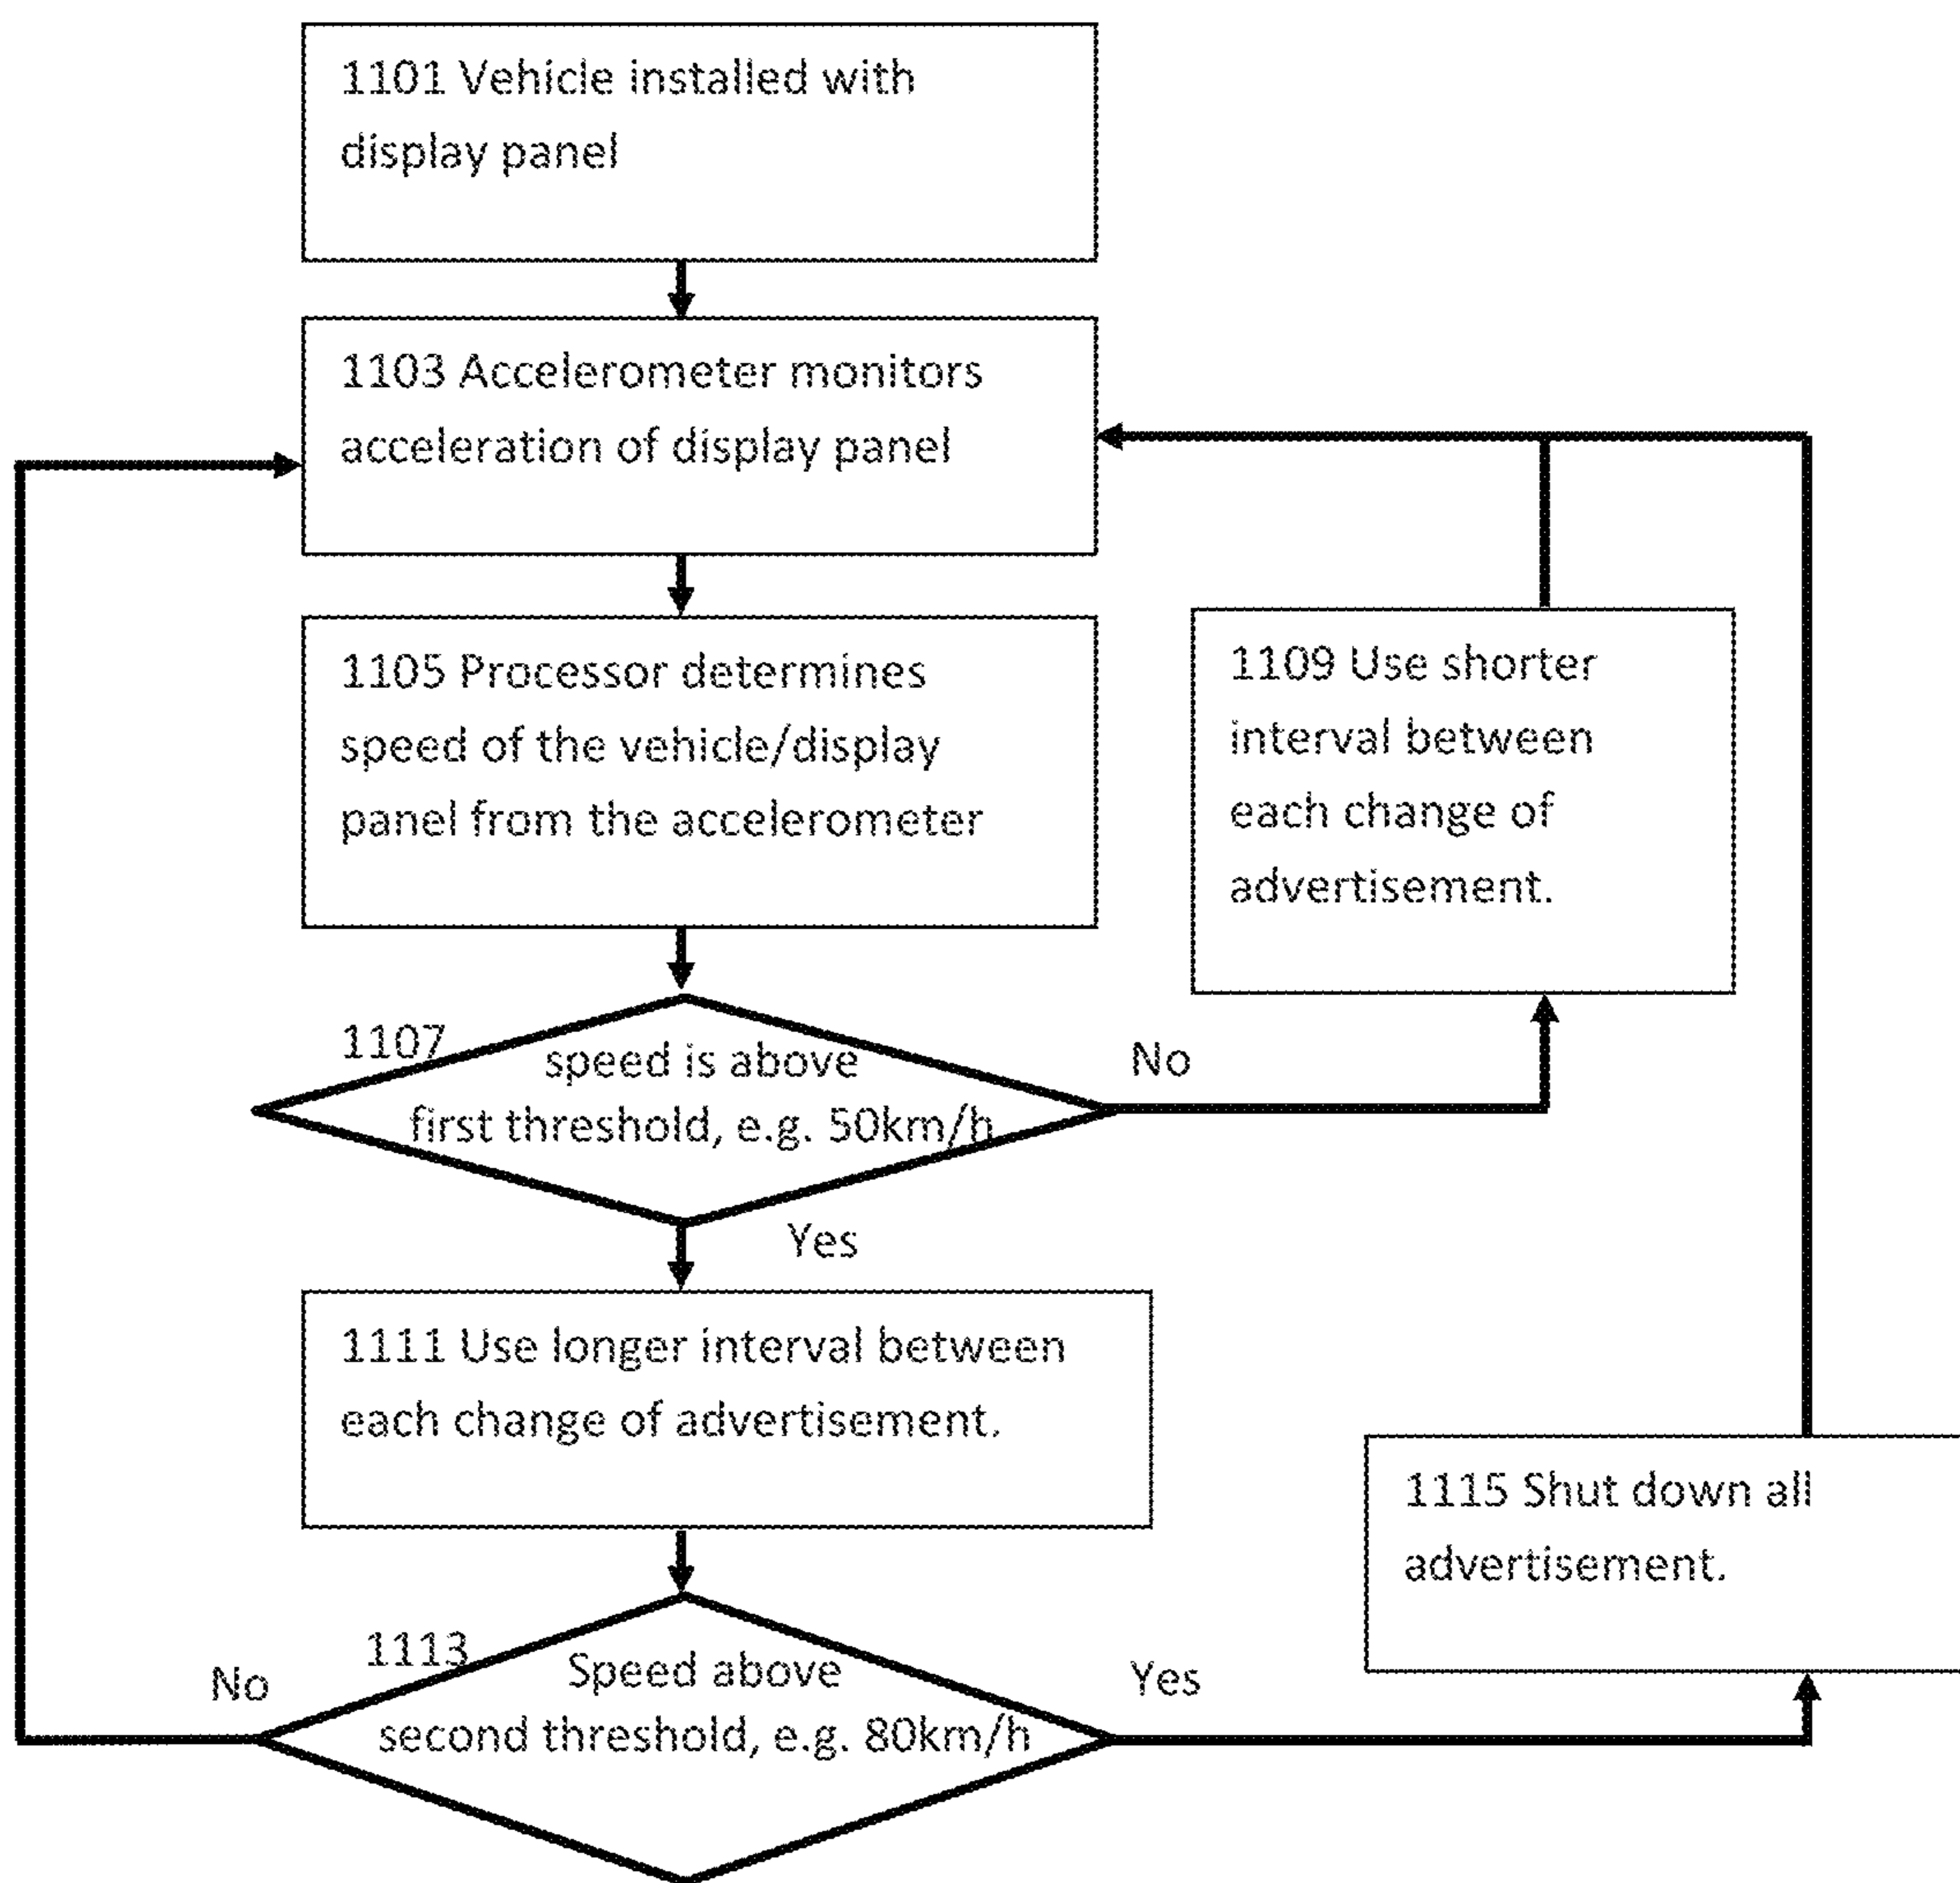 1101 Vehicle installed with
display panel
1103 Accelerometer monitors
acceleration of display panel
1105 Processor determines
speed of the vehicle/display
panel from the accelerometer
1109 Use shorter
interval between
each change of
advertisement.
1107
speed is above
first threshold, e.g. 50km/h
No
Yes
1111 Use longer interval between
each change of advertisement.
1115 Shut down all
advertisement.
1113
Speed above
second threshold, e.g. 80km/h
No
Yes